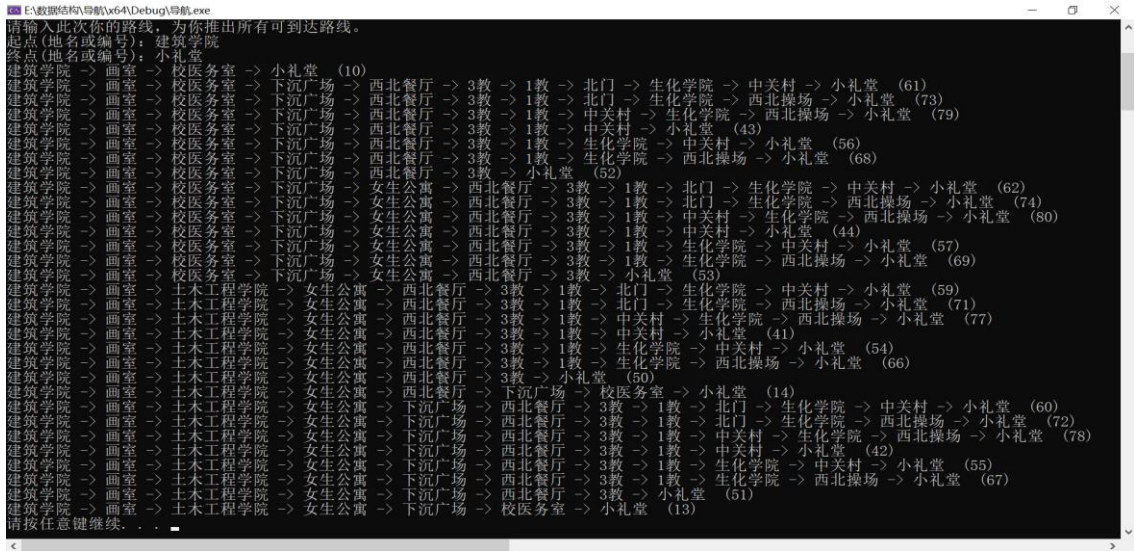 E:\数据结构\导航\x64\Debug\导航.exe
请输入此次你的路线，为你推出所有可到达路线。
起点(地名或编号): 建筑学院
终点(地名或编号): 小礼堂
建筑学院 -> 画室 -> 校医务室 -> 小礼堂 (10)
建筑学院 -> 画室 -> 校医务室 -> 下沉广场 -> 西北餐厅 -> 3教 -> 1教 -> 北门 -> 生化学院 -> 中关村 -> 小礼堂 (61)
建筑学院 -> 画室 -> 校医务室 -> 下沉广场 -> 西北餐厅 -> 3教 -> 1教 -> 北门 -> 生化学院 -> 西北操场 -> 小礼堂 (73)
建筑学院 -> 画室 -> 校医务室 -> 下沉广场 -> 西北餐厅 -> 3教 -> 1教 -> 中关村 -> 生化学院 -> 西北操场 -> 小礼堂 (79)
建筑学院 -> 画室 -> 校医务室 -> 下沉广场 -> 西北餐厅 -> 3教 -> 1教 -> 中关村 -> 小礼堂 (43)
建筑学院 -> 画室 -> 校医务室 -> 下沉广场 -> 西北餐厅 -> 3教 -> 1教 -> 生化学院 -> 中关村 -> 小礼堂 (56)
建筑学院 -> 画室 -> 校医务室 -> 下沉广场 -> 西北餐厅 -> 3教 -> 1教 -> 生化学院 -> 西北操场 -> 小礼堂 (68)
建筑学院 -> 画室 -> 校医务室 -> 下沉广场 -> 西北餐厅 -> 3教 -> 小礼堂 (52)
建筑学院 -> 画室 -> 校医务室 -> 下沉广场 -> 女生公寓 -> 西北餐厅 -> 3教 -> 1教 -> 北门 -> 生化学院 -> 中关村 -> 小礼堂 (62)
建筑学院 -> 画室 -> 校医务室 -> 下沉广场 -> 女生公寓 -> 西北餐厅 -> 3教 -> 1教 -> 北门 -> 生化学院 -> 西北操场 -> 小礼堂 (74)
建筑学院 -> 画室 -> 校医务室 -> 下沉广场 -> 女生公寓 -> 西北餐厅 -> 3教 -> 1教 -> 中关村 -> 生化学院 -> 西北操场 -> 小礼堂 (80)
建筑学院 -> 画室 -> 校医务室 -> 下沉广场 -> 女生公寓 -> 西北餐厅 -> 3教 -> 1教 -> 中关村 -> 小礼堂 (44)
建筑学院 -> 画室 -> 校医务室 -> 下沉广场 -> 女生公寓 -> 西北餐厅 -> 3教 -> 1教 -> 生化学院 -> 中关村 -> 小礼堂 (57)
建筑学院 -> 画室 -> 校医务室 -> 下沉广场 -> 女生公寓 -> 西北餐厅 -> 3教 -> 1教 -> 生化学院 -> 西北操场 -> 小礼堂 (69)
建筑学院 -> 画室 -> 校医务室 -> 下沉广场 -> 女生公寓 -> 西北餐厅 -> 3教 -> 小礼堂 (53)
建筑学院 -> 画室 -> 土木工程学院 -> 女生公寓 -> 西北餐厅 -> 3教 -> 1教 -> 北门 -> 生化学院 -> 中关村 -> 小礼堂 (59)
建筑学院 -> 画室 -> 土木工程学院 -> 女生公寓 -> 西北餐厅 -> 3教 -> 1教 -> 北门 -> 生化学院 -> 西北操场 -> 小礼堂 (71)
建筑学院 -> 画室 -> 土木工程学院 -> 女生公寓 -> 西北餐厅 -> 3教 -> 1教 -> 中关村 -> 生化学院 -> 西北操场 -> 小礼堂 (77)
建筑学院 -> 画室 -> 土木工程学院 -> 女生公寓 -> 西北餐厅 -> 3教 -> 1教 -> 中关村 -> 小礼堂 (41)
建筑学院 -> 画室 -> 土木工程学院 -> 女生公寓 -> 西北餐厅 -> 3教 -> 1教 -> 生化学院 -> 中关村 -> 小礼堂 (54)
建筑学院 -> 画室 -> 土木工程学院 -> 女生公寓 -> 西北餐厅 -> 3教 -> 1教 -> 生化学院 -> 西北操场 -> 小礼堂 (66)
建筑学院 -> 画室 -> 土木工程学院 -> 女生公寓 -> 西北餐厅 -> 3教 -> 小礼堂 (50)
建筑学院 -> 画室 -> 土木工程学院 -> 女生公寓 -> 西北餐厅 -> 下沉广场 -> 校医务室 -> 小礼堂 (14)
建筑学院 -> 画室 -> 土木工程学院 -> 女生公寓 -> 下沉广场 -> 西北餐厅 -> 3教 -> 1教 -> 北门 -> 生化学院 -> 中关村 -> 小礼堂 (60)
建筑学院 -> 画室 -> 土木工程学院 -> 女生公寓 -> 下沉广场 -> 西北餐厅 -> 3教 -> 1教 -> 北门 -> 生化学院 -> 西北操场 -> 小礼堂 (72)
建筑学院 -> 画室 -> 土木工程学院 -> 女生公寓 -> 下沉广场 -> 西北餐厅 -> 3教 -> 1教 -> 中关村 -> 生化学院 -> 西北操场 -> 小礼堂 (78)
建筑学院 -> 画室 -> 土木工程学院 -> 女生公寓 -> 下沉广场 -> 西北餐厅 -> 3教 -> 1教 -> 中关村 -> 小礼堂 (42)
建筑学院 -> 画室 -> 土木工程学院 -> 女生公寓 -> 下沉广场 -> 西北餐厅 -> 3教 -> 1教 -> 生化学院 -> 中关村 -> 小礼堂 (55)
建筑学院 -> 画室 -> 土木工程学院 -> 女生公寓 -> 下沉广场 -> 西北餐厅 -> 3教 -> 1教 -> 生化学院 -> 西北操场 -> 小礼堂 (67)
建筑学院 -> 画室 -> 土木工程学院 -> 女生公寓 -> 下沉广场 -> 西北餐厅 -> 3教 -> 小礼堂 (51)
建筑学院 -> 画室 -> 土木工程学院 -> 女生公寓 -> 下沉广场 -> 校医务室 -> 小礼堂 (13)
请按任意键继续. . .